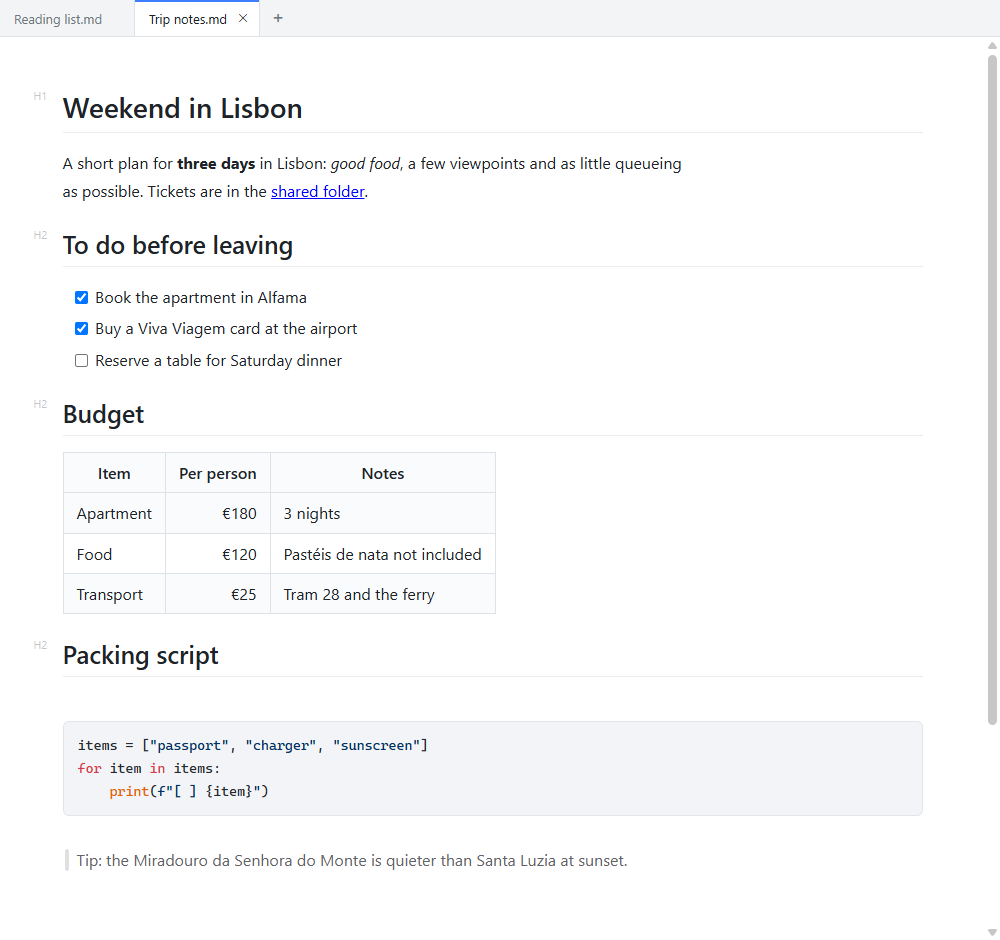 Reading list.md
Trip notes.md
H1
Weekend in Lisbon
A short plan for three days in Lisbon: good food, a few viewpoints and as little queueing
as possible. Tickets are in the shared folder.
H2
To do before leaving
Book the apartment in Alfama
Buy a Viva Viagem card at the airport
Reserve a table for Saturday dinner
H2
Budget
Item Per person Notes
Apartment €180 3 nights
Food €120 Pastéis de nata not included
Transport €25 Tram 28 and the ferry
H2
Packing script
items = ["passport", "charger", "sunscreen"]
for item in items:
    print(f"[ ] {item}")
Tip: the Miradouro da Senhora do Monte is quieter than Santa Luzia at sunset.